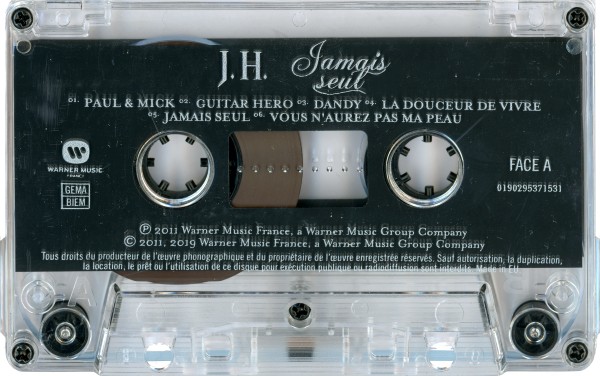 J.H. Jamais seul
01. PAUL & MICK 02. GUITAR HERO 03. DANDY 04. LA DOUCEUR DE VIVRE
05. JAMAIS SEUL 06. VOUS N'AUREZ PAS MA PEAU
WARNER MUSIC
FRANCE
GEMA
BIEM
FACE A
0190295371531
℗ 2011 Warner Music France, a Warner Music Group Company
© 2011, 2019 Warner Music France, a Warner Music Group Company
Tous droits du producteur de l'œuvre phonographique et du propriétaire de l'œuvre enregistrée réservés. Sauf autorisation, la duplication,
la location, le prêt ou l'utilisation de ce disque pour exécution publique ou radiodiffusion sont interdits. Made in EU.
A